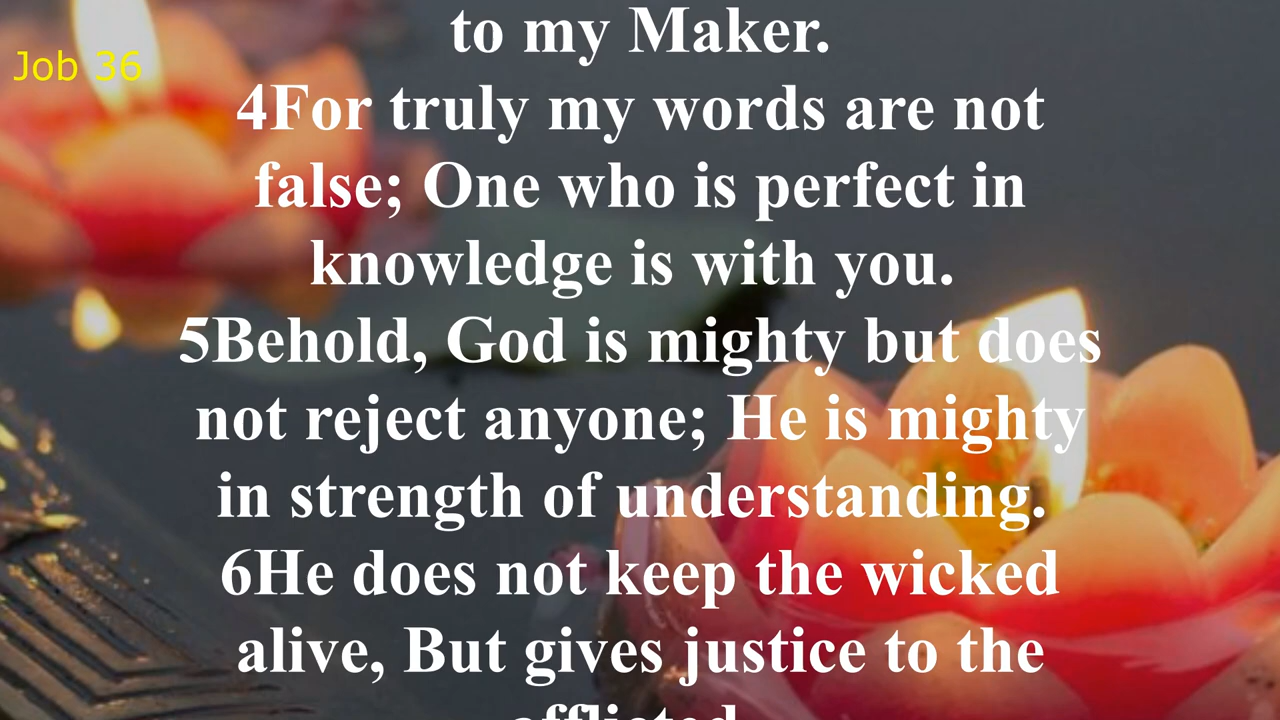 to my Maker.
Job 36
4For truly my words are not
false; One who is perfect in
knowledge is with you.
5Behold, God is mighty but does
not reject anyone; He is mighty
in strength of understanding.
6He does not keep the wicked
alive, But gives justice to the
afflicted.